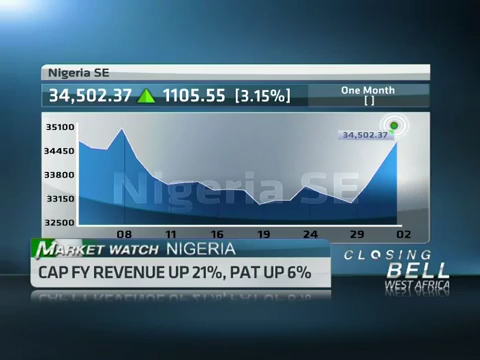 Nigeria SE
34,502.37 1105.55 [3.15%]
One Month
[ ]
35100
34450
33800
33150
32500
34,502.37
Nigeria SE
08 11 16 19 24 29 02
MARKET WATCH NIGERIA
CAP FY REVENUE UP 21%, PAT UP 6%
CLOSING
BELL
WEST AFRICA